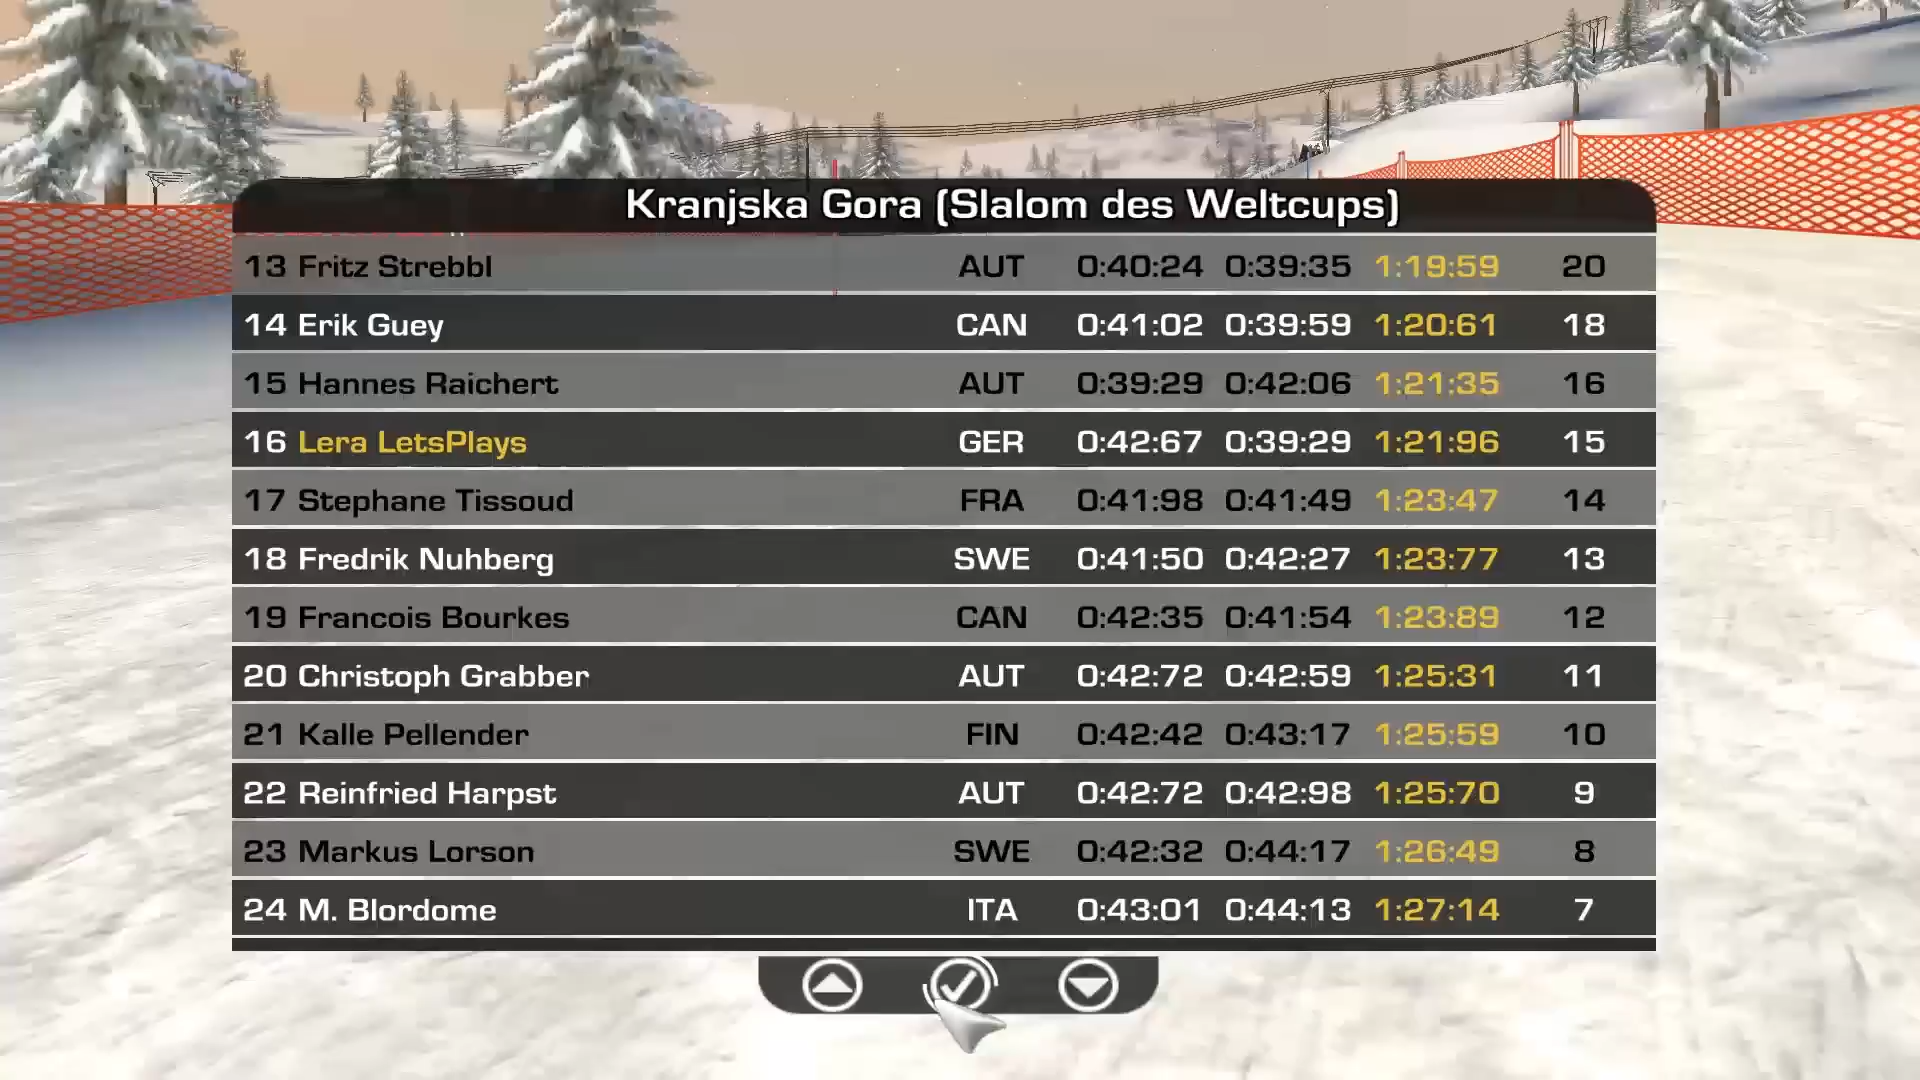 Kranjska Gora (Slalom des Weltcups)
13 Fritz Strebbl AUT 0:40:24 0:39:35 1:19:59 20
14 Erik Guey CAN 0:41:02 0:39:59 1:20:61 18
15 Hannes Raichert AUT 0:39:29 0:42:06 1:21:35 16
16 Lera LetsPlays GER 0:42:67 0:39:29 1:21:96 15
17 Stephane Tissoud FRA 0:41:98 0:41:49 1:23:47 14
18 Fredrik Nuhberg SWE 0:41:50 0:42:27 1:23:77 13
19 Francois Bourkes CAN 0:42:35 0:41:54 1:23:89 12
20 Christoph Grabber AUT 0:42:72 0:42:59 1:25:31 11
21 Kalle Pellender FIN 0:42:42 0:43:17 1:25:59 10
22 Reinfried Harpst AUT 0:42:72 0:42:98 1:25:70 9
23 Markus Lorson SWE 0:42:32 0:44:17 1:26:49 8
24 M. Blordome ITA 0:43:01 0:44:13 1:27:14 7